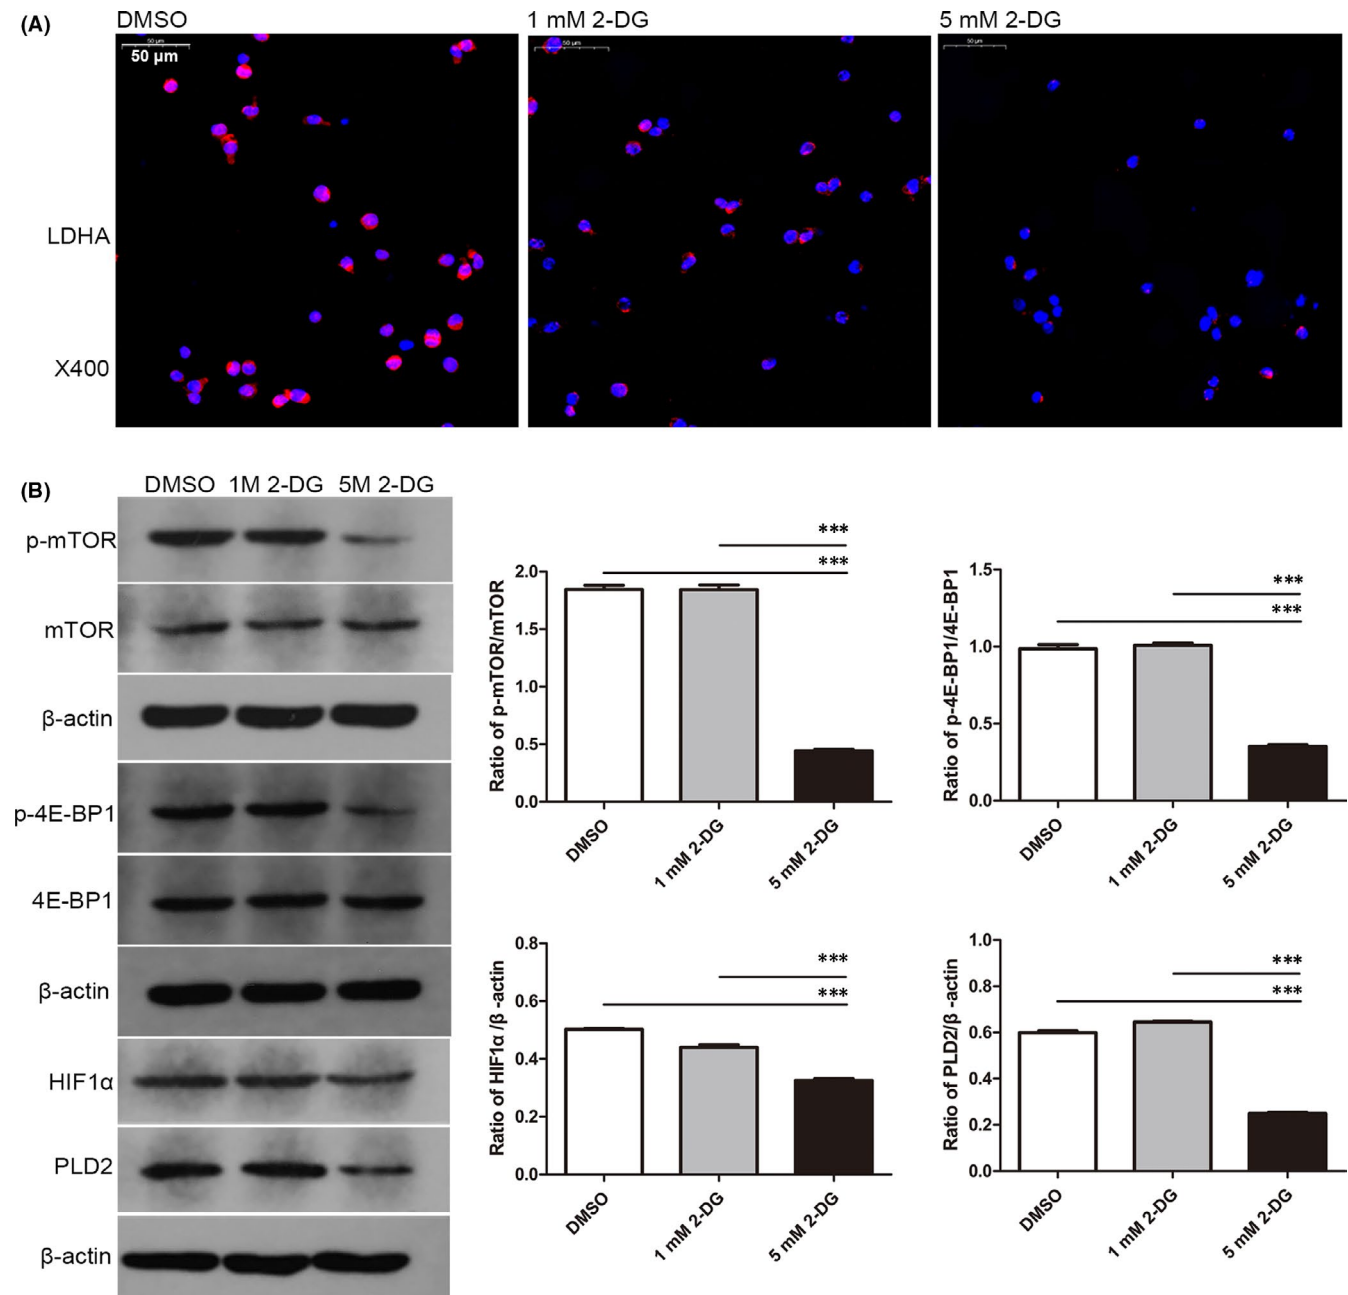 (A)
DMSO
1 mM 2-DG
5 mM 2-DG
50 µm
50 µm
50 µm
50 µm
LDHA
X400
(B)
DMSO 1M 2-DG 5M 2-DG
p-mTOR
mTOR
β-actin
p-4E-BP1
4E-BP1
β-actin
HIF1α
PLD2
β-actin
***
***
Ratio of p-mTOR/mTOR
2.0
1.5
1.0
0.5
0.0
DMSO
1 mM 2-DG
5 mM 2-DG
***
***
Ratio of p-4E-BP1/4E-BP1
1.5
1.0
0.5
0.0
DMSO
1 mM 2-DG
5 mM 2-DG
***
***
Ratio of HIF1α/β -actin
0.8
0.6
0.4
0.2
0.0
DMSO
1 mM 2-DG
5 mM 2-DG
***
***
Ratio of PLD2/β-actin
1.0
0.8
0.6
0.4
0.2
0.0
DMSO
1 mM 2-DG
5 mM 2-DG